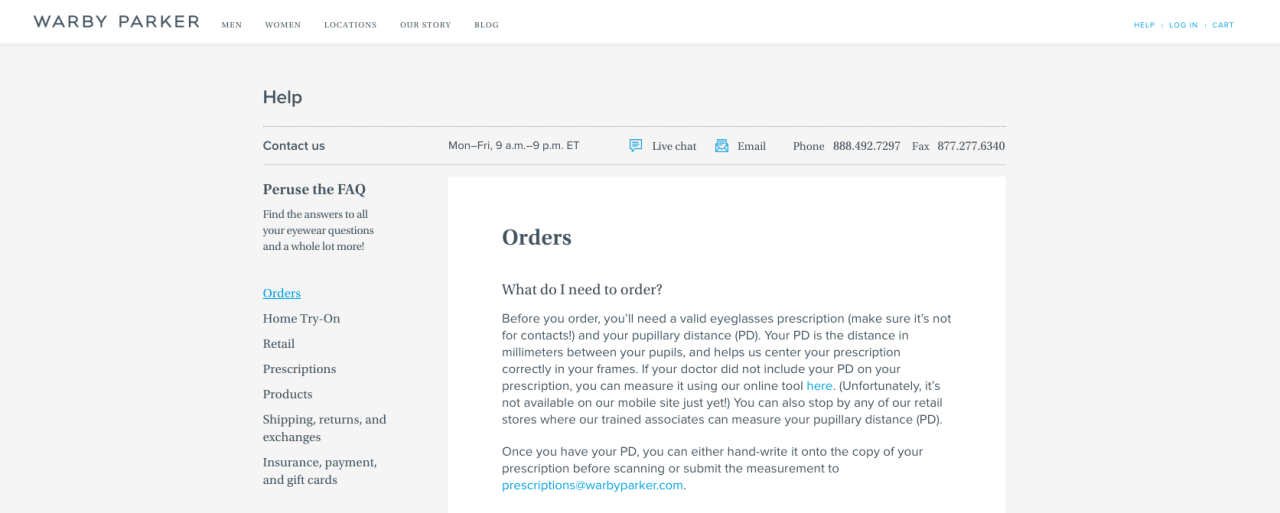 WARBY PARKER MEN WOMEN LOCATIONS OUR STORY BLOG HELP | LOG IN | CART
Help
Contact us Mon–Fri, 9 a.m.–9 p.m. ET Live chat Email Phone 888.492.7297 Fax 877.277.6340
Peruse the FAQ
Find the answers to all
your eyewear questions
and a whole lot more!
Orders
Home Try-On
Retail
Prescriptions
Products
Shipping, returns, and
exchanges
Insurance, payment,
and gift cards
Orders
What do I need to order?
Before you order, you’ll need a valid eyeglasses prescription (make sure it’s not
for contacts!) and your pupillary distance (PD). Your PD is the distance in
millimeters between your pupils, and helps us center your prescription
correctly in your frames. If your doctor did not include your PD on your
prescription, you can measure it using our online tool here. (Unfortunately, it’s
not available on our mobile site just yet!) You can also stop by any of our retail
stores where our trained associates can measure your pupillary distance (PD).
Once you have your PD, you can either hand-write it onto the copy of your
prescription before scanning or submit the measurement to
prescriptions@warbyparker.com.